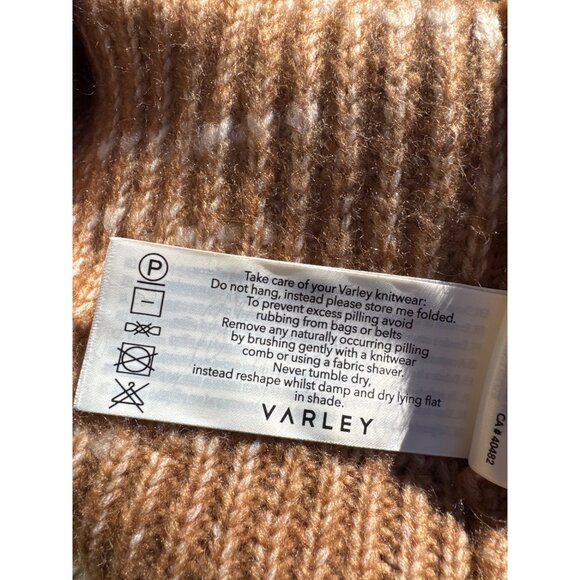 P
Take care of your Varley knitwear:
Do not hang, instead please store me folded.
To prevent excess pilling avoid
rubbing from bags or belts
Remove any naturally occurring pilling
by brushing gently with a knitwear
comb or using a fabric shaver.
Never tumble dry,
instead reshape whilst damp and dry lying flat
in shade.
VARLEY
CA # 40482